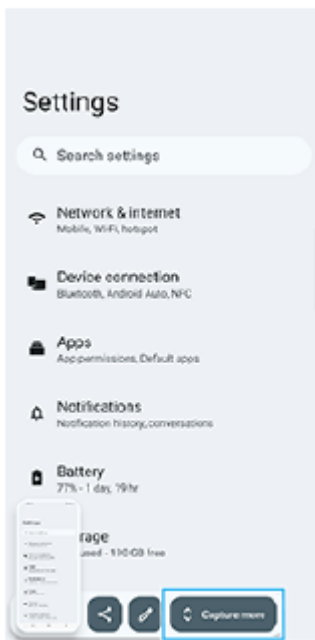 Settings
Search settings
Network & internet
Mobile, Wi-Fi, hotspot
Device connection
Bluetooth, Android Auto, NFC
Apps
App permissions, Default apps
Notifications
Notification history, conversations
Battery
77% - 1 day, 19 hr
rage
used - 110 GB free
Capture more